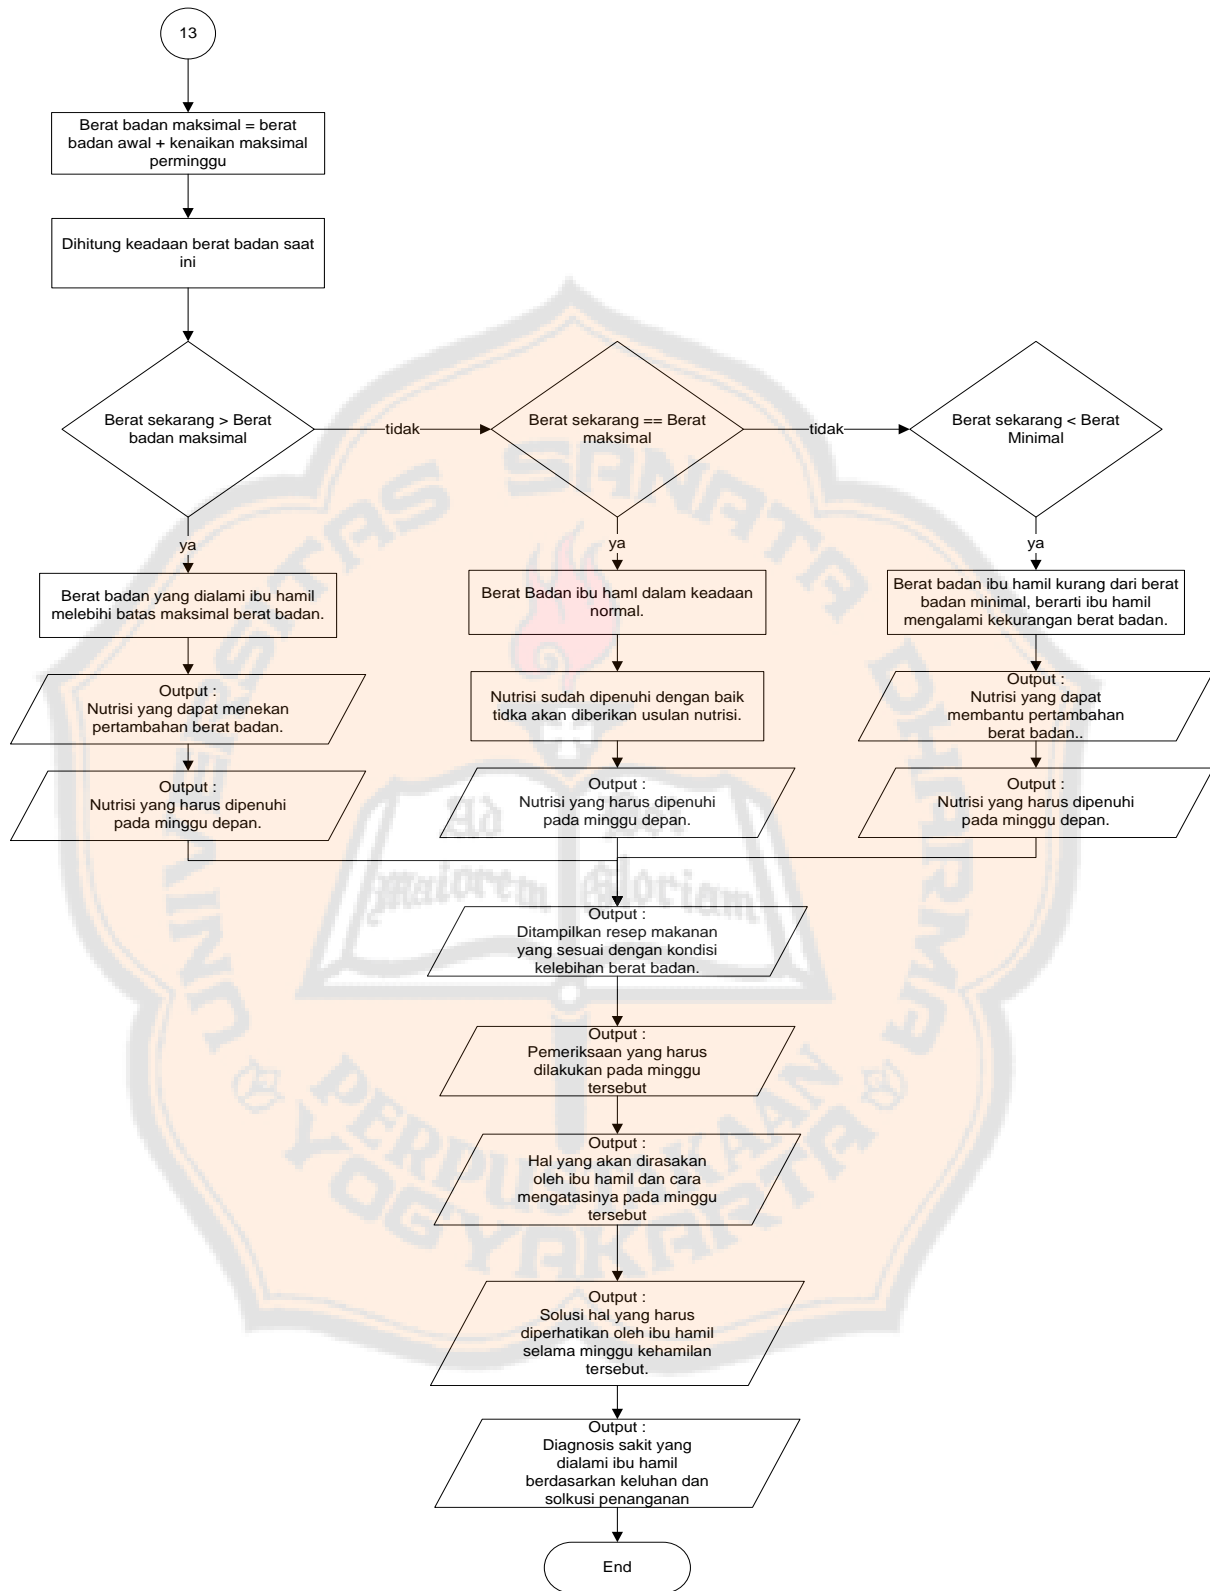 13
Berat badan maksimal = berat
badan awal + kenaikan maksimal
perminggu
Dihitung keadaan berat badan saat
ini
Berat sekarang > Berat
badan maksimal
tidak
Berat sekarang == Berat
maksimal
tidak
Berat sekarang < Berat
Minimal
ya
ya
ya
Berat badan yang dialami ibu hamil
melebihi batas maksimal berat badan.
Berat Badan ibu haml dalam keadaan
normal.
Berat badan ibu hamil kurang dari berat
badan minimal, berarti ibu hamil
mengalami kekurangan berat badan.
Output :
Nutrisi yang dapat menekan
pertambahan berat badan.
Nutrisi sudah dipenuhi dengan baik
tidka akan diberikan usulan nutrisi.
Output :
Nutrisi yang dapat
membantu pertambahan
berat badan..
Output :
Nutrisi yang harus dipenuhi
pada minggu depan.
Output :
Nutrisi yang harus dipenuhi
pada minggu depan.
Output :
Nutrisi yang harus dipenuhi
pada minggu depan.
Output :
Ditampilkan resep makanan
yang sesuai dengan kondisi
kelebihan berat badan.
Output :
Pemeriksaan yang harus
dilakukan pada minggu
tersebut
Output :
Hal yang akan dirasakan
oleh ibu hamil dan cara
mengatasinya pada minggu
tersebut
Output :
Solusi hal yang harus
diperhatikan oleh ibu hamil
selama minggu kehamilan
tersebut.
Output :
Diagnosis sakit yang
dialami ibu hamil
berdasarkan keluhan dan
solkusi penanganan
End
UNIVERSITAS SANATA DHARMA
Ad Dei
Maiorem Gloriam
PERPUSTAKAAN
YOGYAKARTA